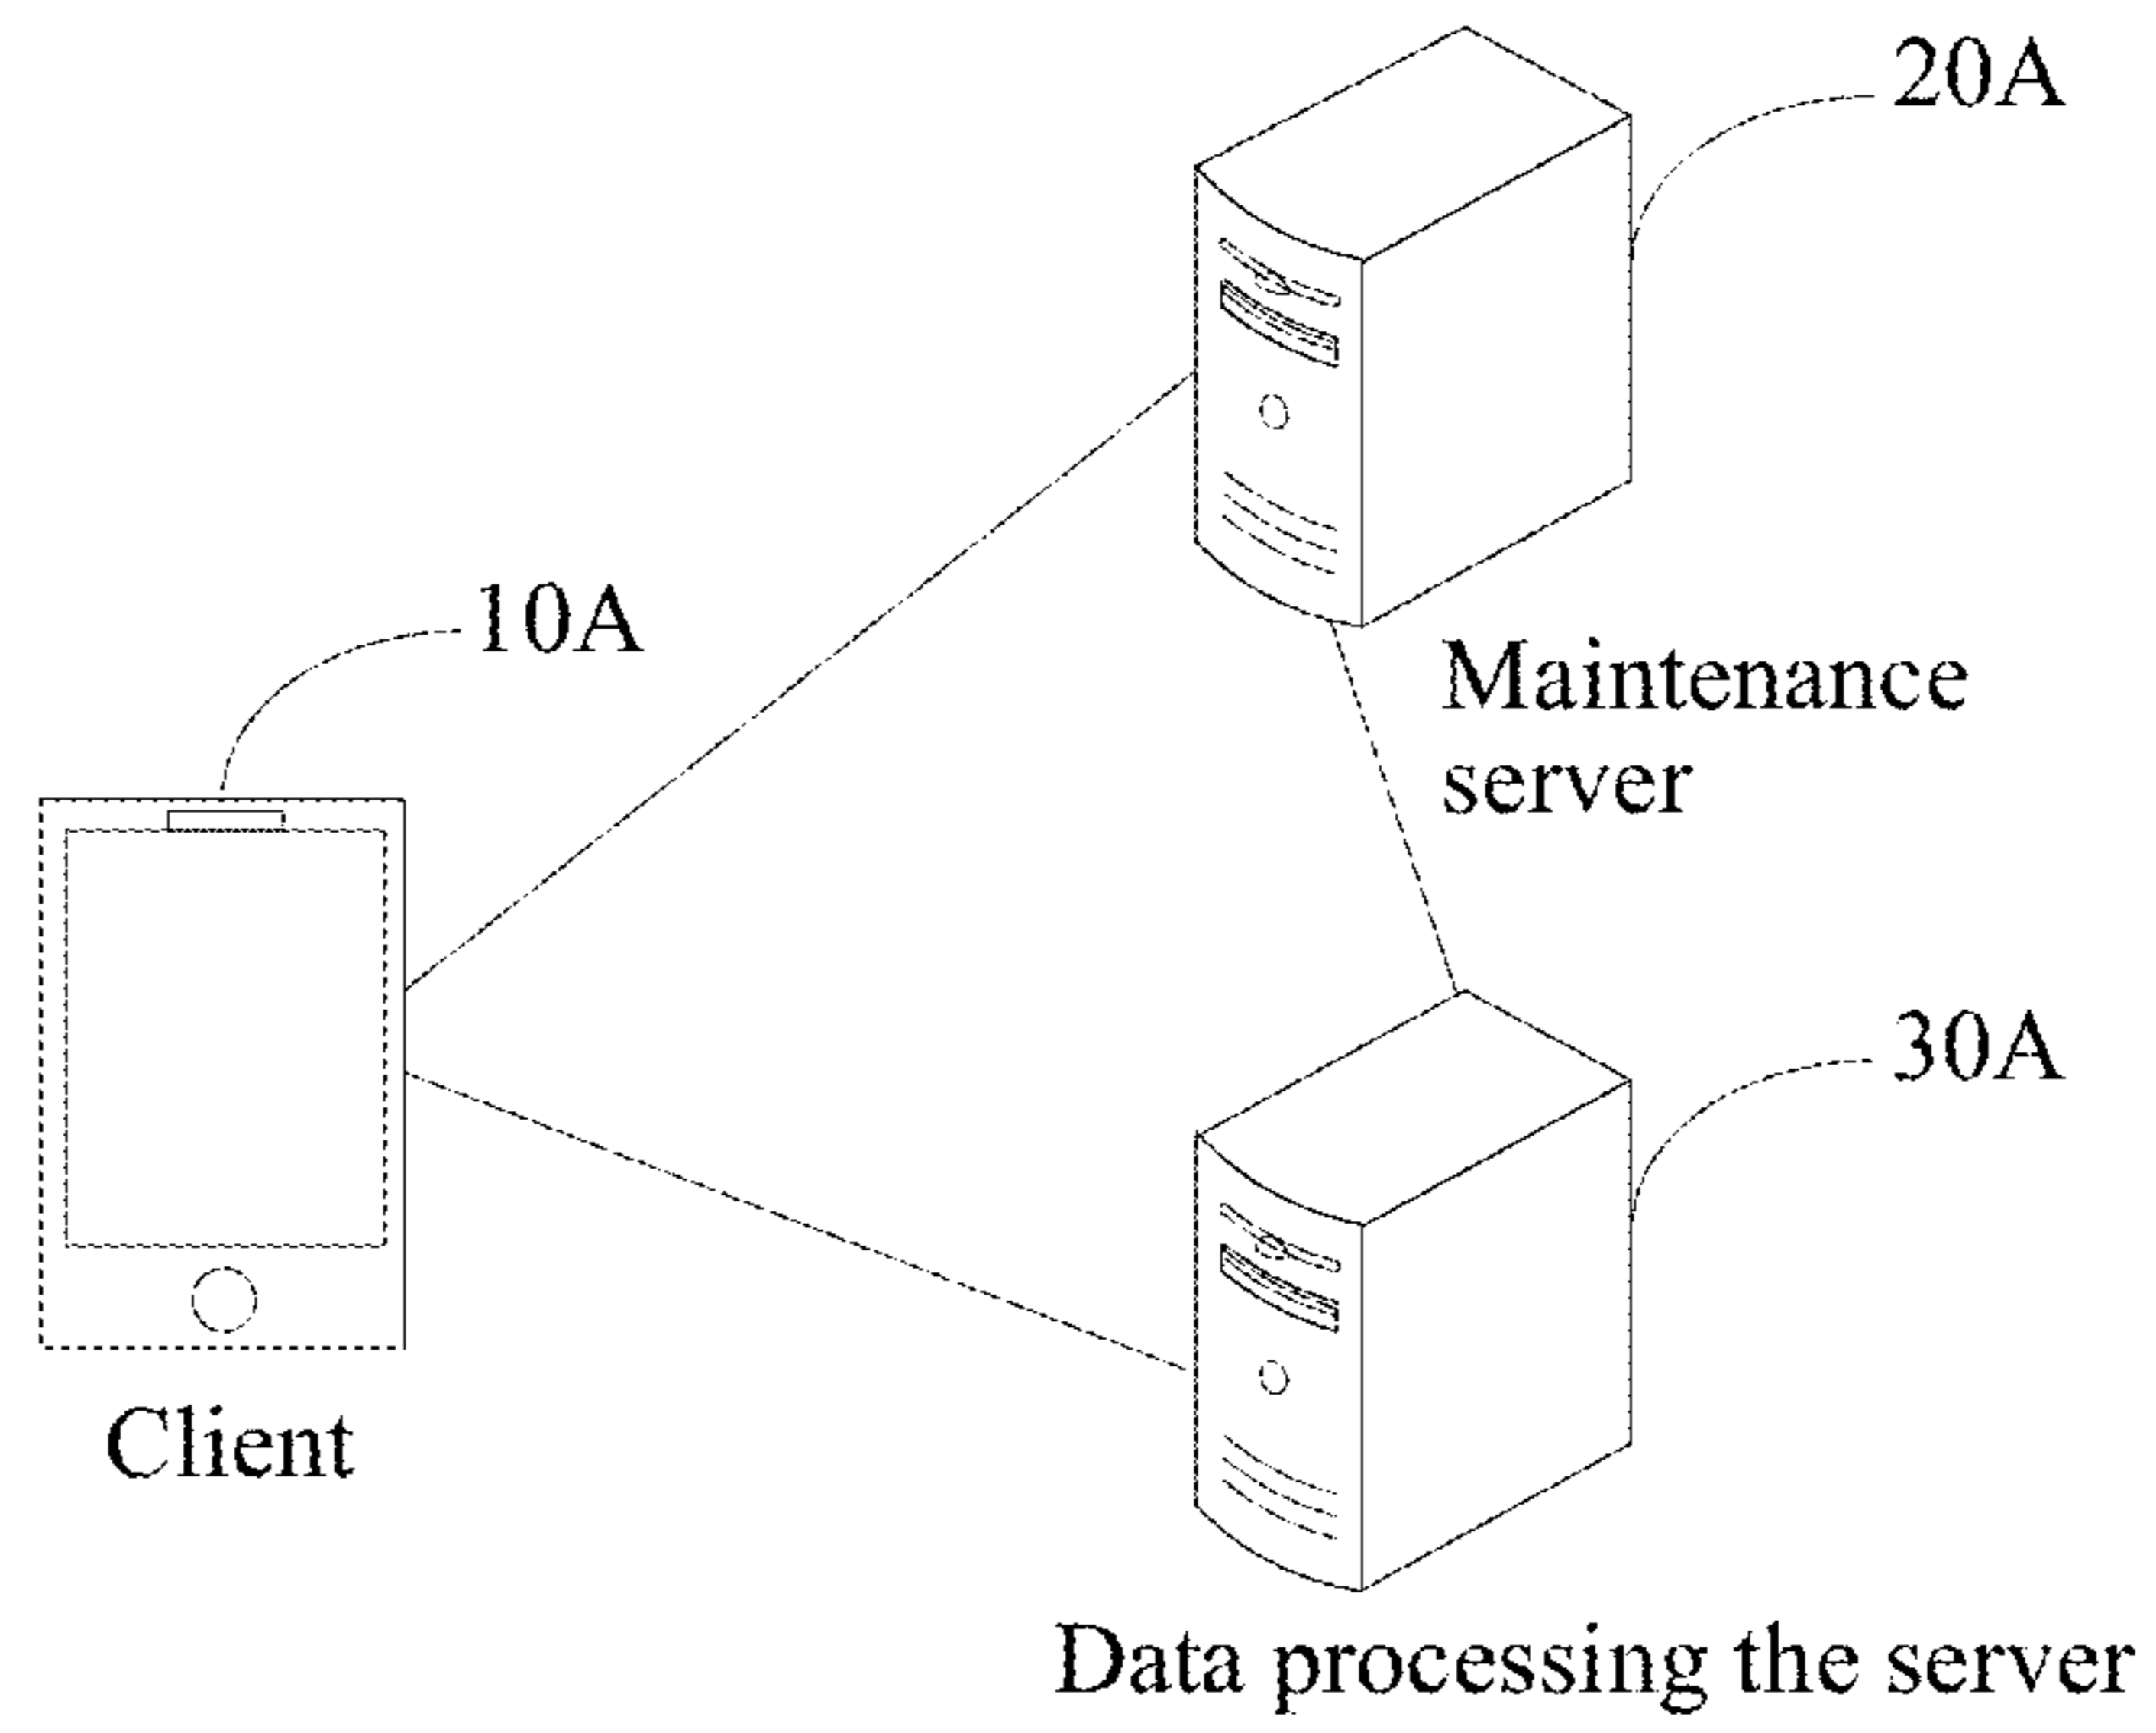 20A
10A
Maintenance
server
30A
Client
Data processing the server